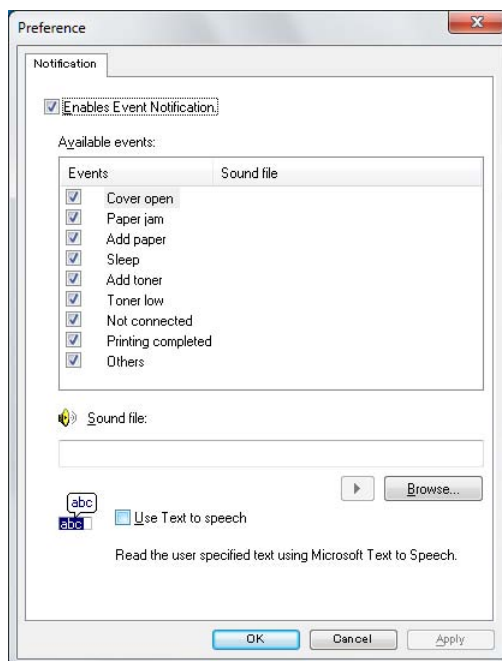 Preference
Notification
Enables Event Notification.
Available events:
Events Sound file
Cover open
Paper jam
Add paper
Sleep
Add toner
Toner low
Not connected
Printing completed
Others
Sound file:
Browse...
abc
abc
Use Text to speech
Read the user specified text using Microsoft Text to Speech.
OK Cancel Apply